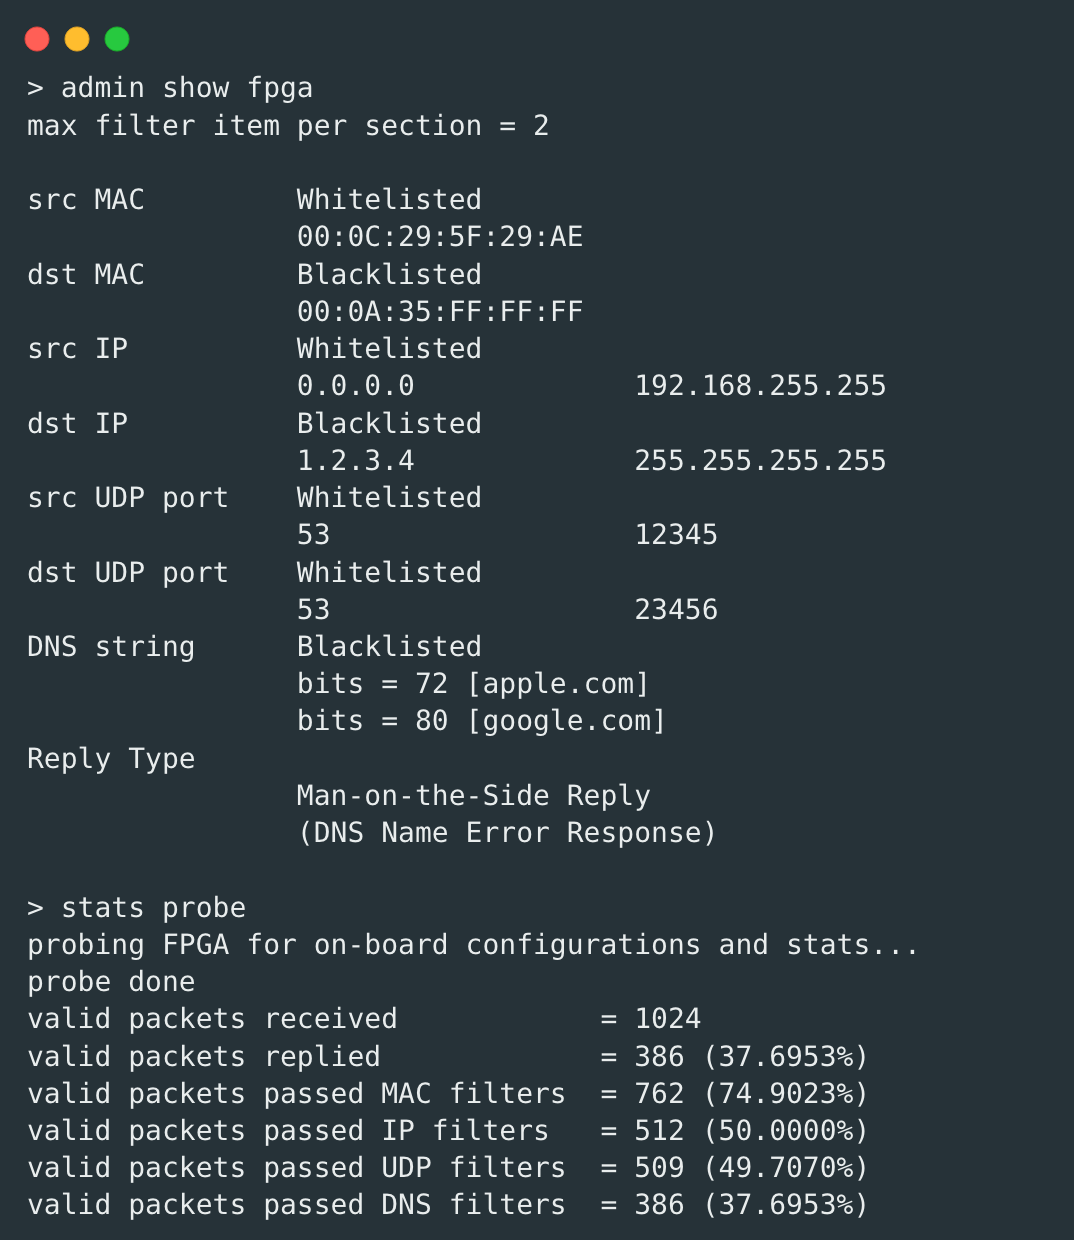 > admin show fpga
max filter item per section = 2
src MAC Whitelisted
00:0C:29:5F:29:AE
dst MAC Blacklisted
00:0A:35:FF:FF:FF
src IP Whitelisted
0.0.0.0 192.168.255.255
dst IP Blacklisted
1.2.3.4 255.255.255.255
src UDP port Whitelisted
53 12345
dst UDP port Whitelisted
53 23456
DNS string Blacklisted
bits = 72 [apple.com]
bits = 80 [google.com]
Reply Type
Man-on-the-Side Reply
(DNS Name Error Response)
> stats probe
probing FPGA for on-board configurations and stats...
probe done
valid packets received = 1024
valid packets replied = 386 (37.6953%)
valid packets passed MAC filters = 762 (74.9023%)
valid packets passed IP filters = 512 (50.0000%)
valid packets passed UDP filters = 509 (49.7070%)
valid packets passed DNS filters = 386 (37.6953%)